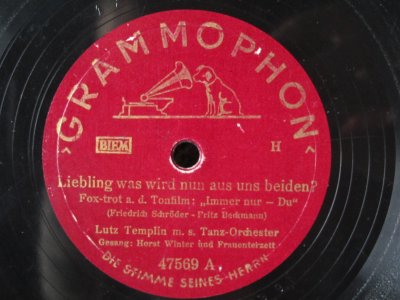 ›GRAMMOPHON‹
BIEM H
Liebling was wird nun aus uns beiden?
Fox-trot a. d. Tonfilm: „Immer nur – Du“
(Friedrich Schröder - Fritz Beckmann)
Lutz Templin m. s. Tanz-Orchester
Gesang: Horst Winter und Frauenterzett
47569 A
DIE STIMME SEINES HERRN